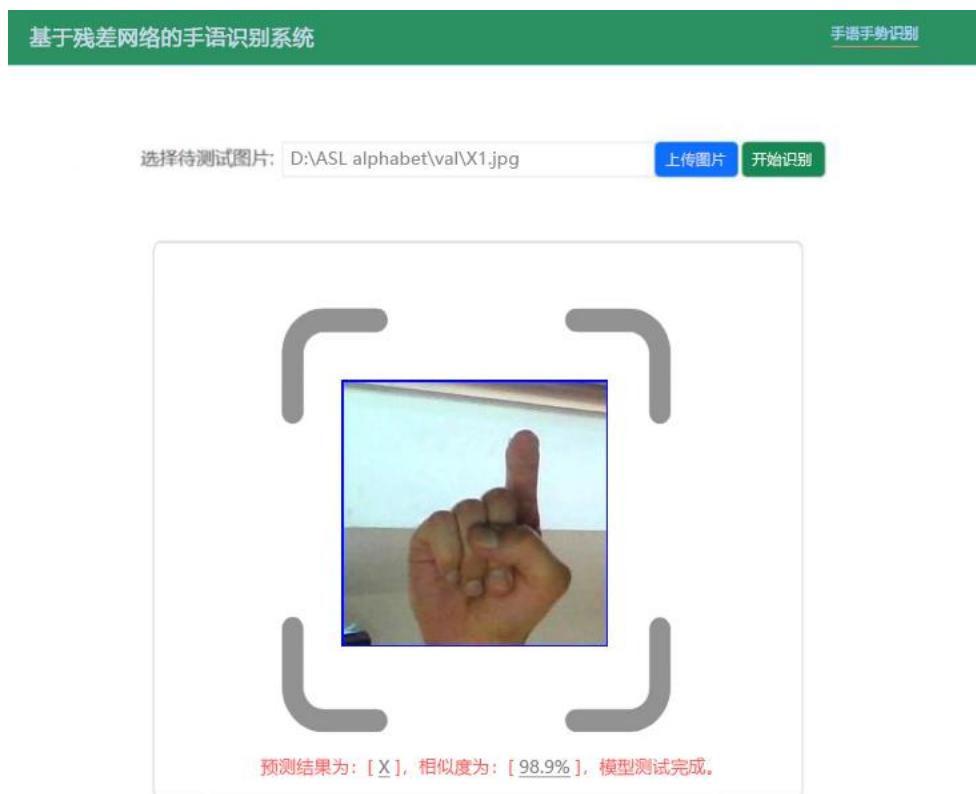 基于残差网络的手语识别系统
手语手势识别
选择待测试图片: D:\ASL alphabet\val\X1.jpg 上传图片 开始识别
预测结果为：[ X ]，相似度为：[ 98.9% ]，模型测试完成。